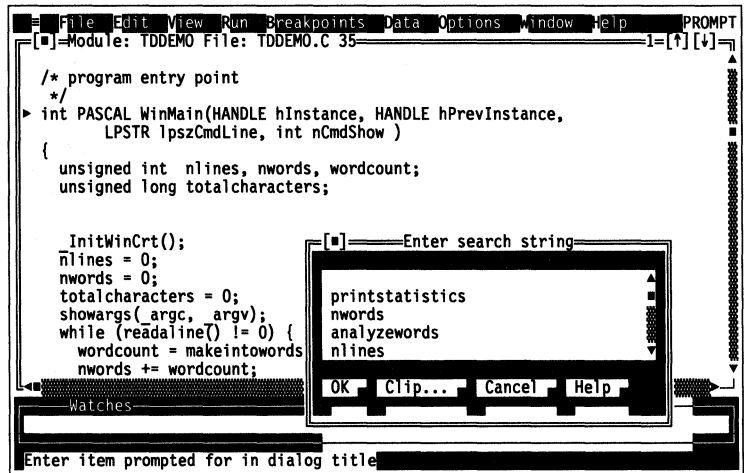 ≡ File Edit View Run Breakpoints Data Options Window Help PROMPT
[■]=Module: TDDEMO File: TDDEMO.C 35 1=[↑][↓]
/* program entry point
*/
int PASCAL WinMain(HANDLE hInstance, HANDLE hPrevInstance,
LPSTR lpszCmdLine, int nCmdShow )
{
unsigned int nlines, nwords, wordcount;
unsigned long totalcharacters;
_InitWinCrt();
nlines = 0;
nwords = 0;
totalcharacters = 0;
showargs(_argc, _argv);
while (readaline() != 0) {
wordcount = makeintowords
nwords += wordcount;
[■] Enter search string
printstatistics
nwords
analyzewords
nlines
OK Clip... Cancel Help
Watches
Enter item prompted for in dialog title